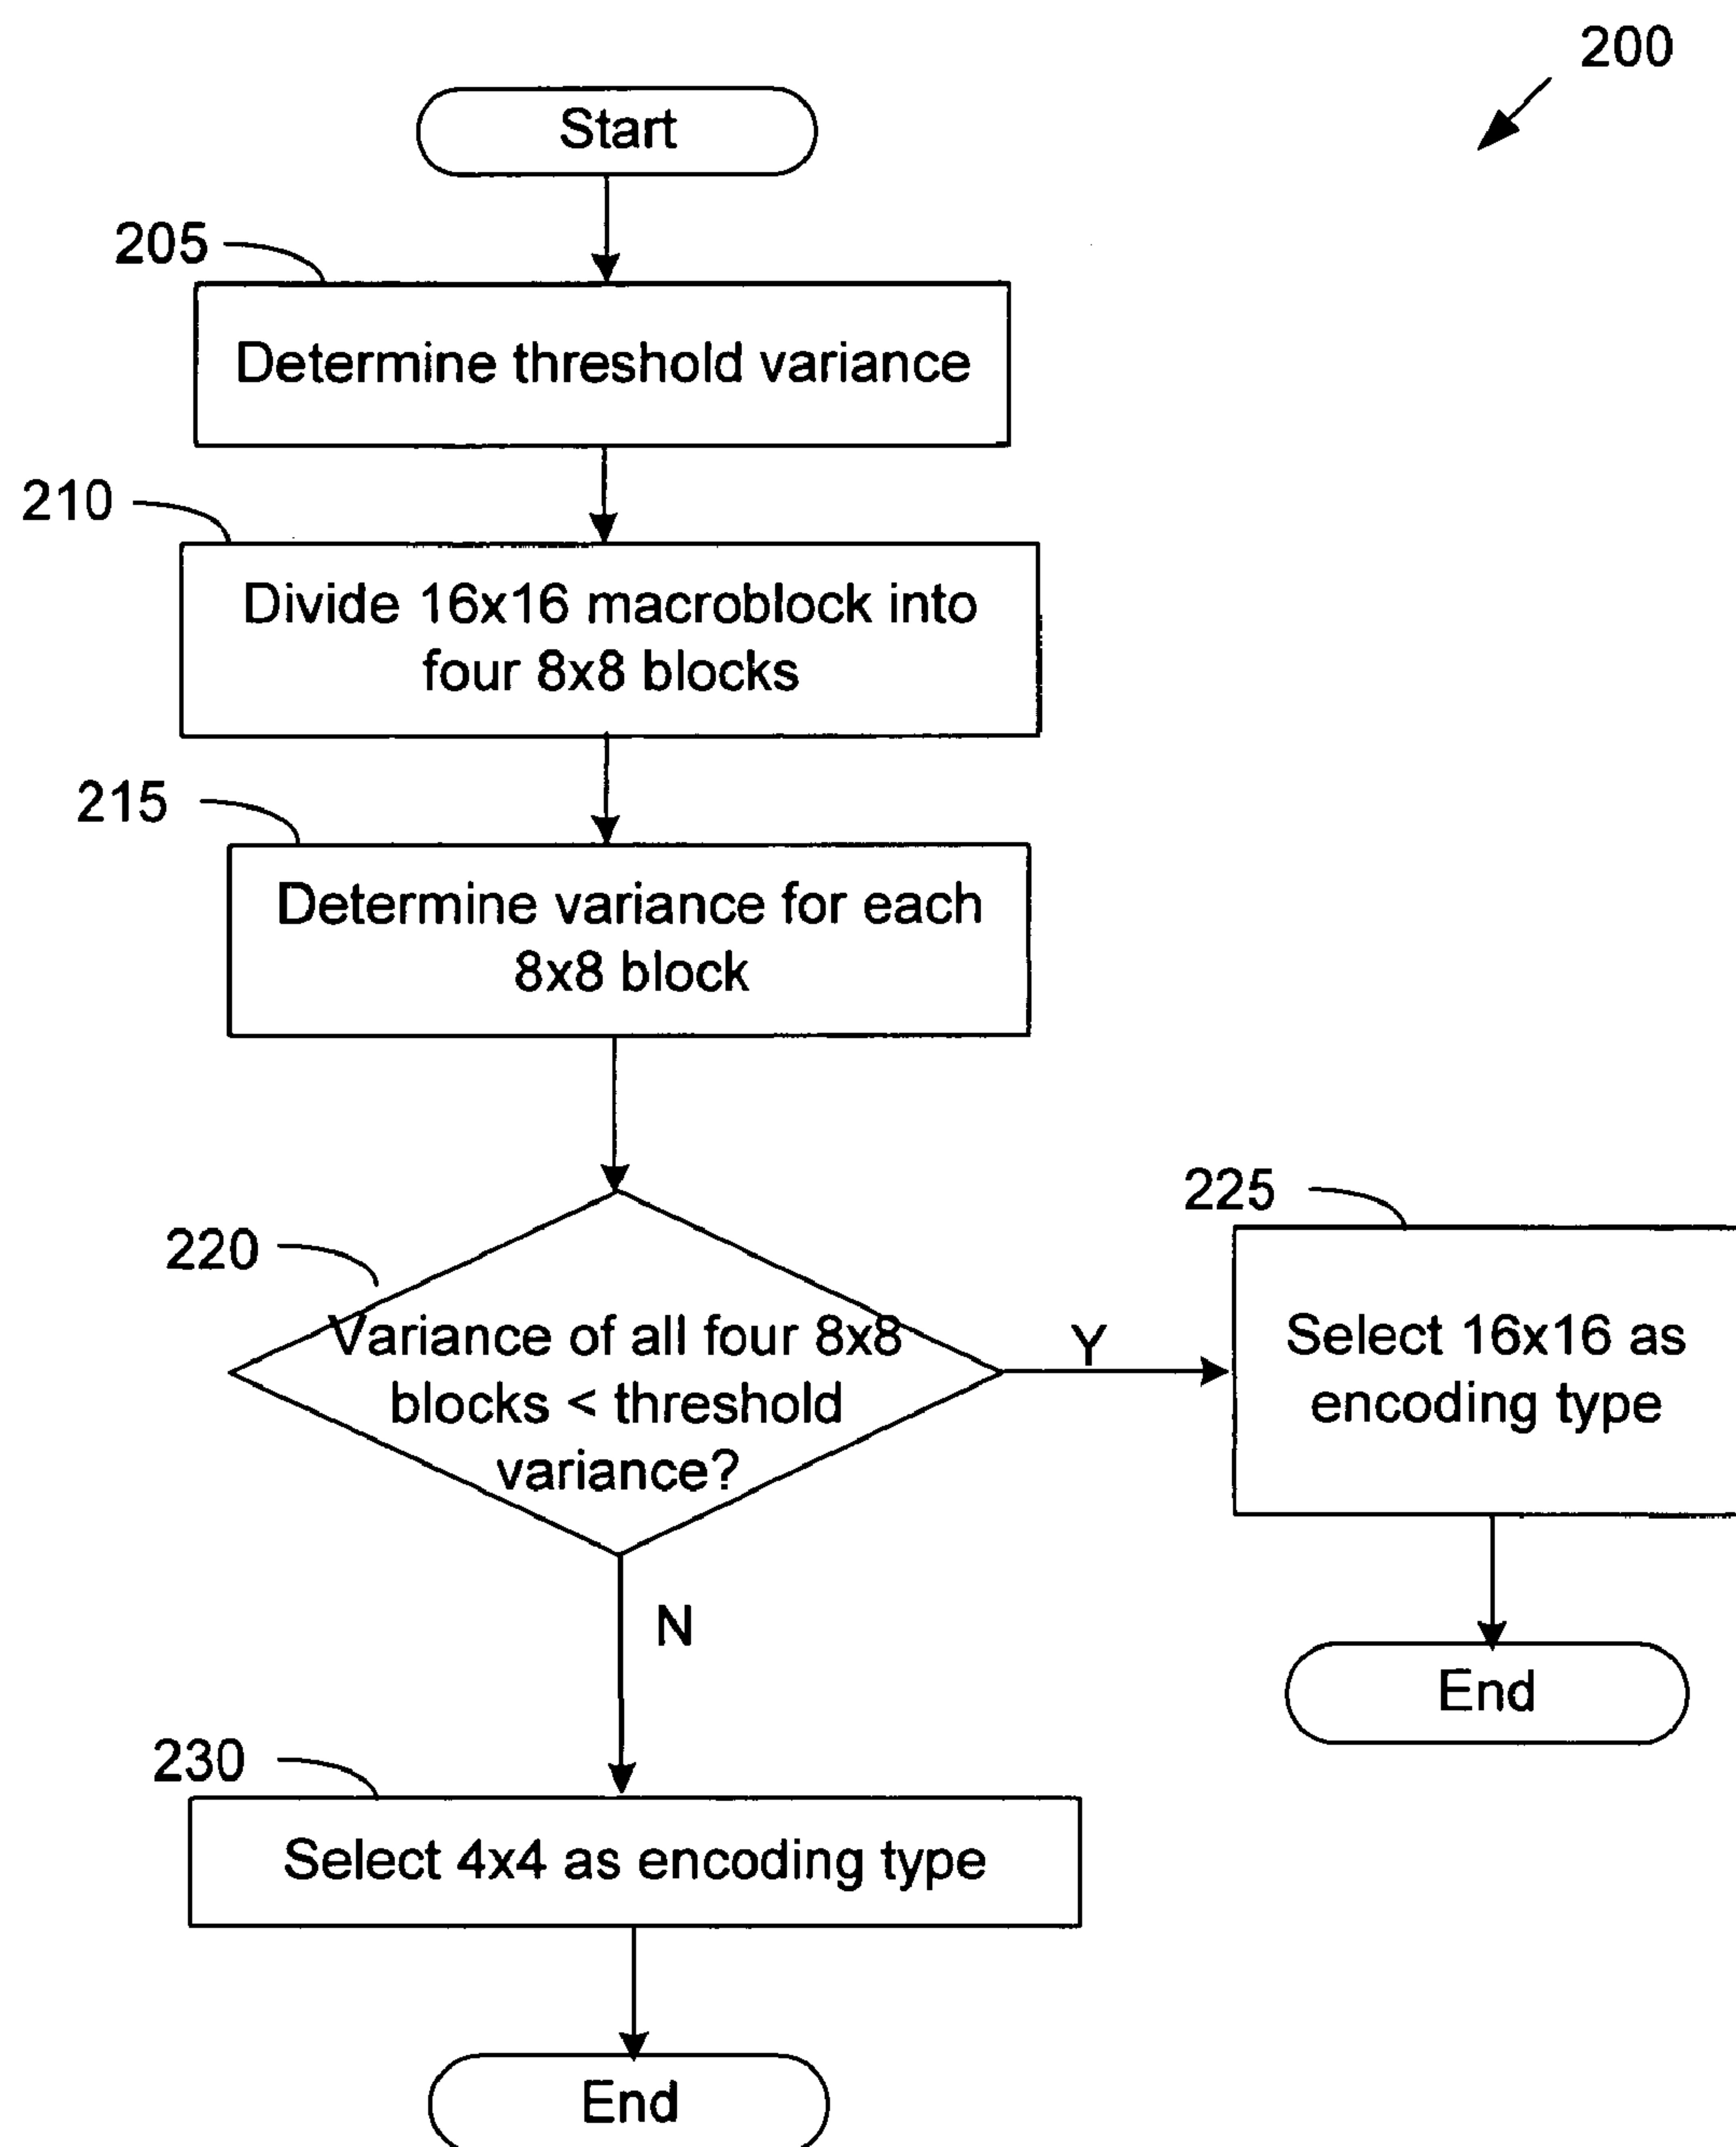 200
Start
205
Determine threshold variance
210
Divide 16x16 macroblock into
four 8x8 blocks
215
Determine variance for each
8x8 block
220
Variance of all four 8x8
blocks < threshold
variance?
Y
225
Select 16x16 as
encoding type
N
End
230
Select 4x4 as encoding type
End